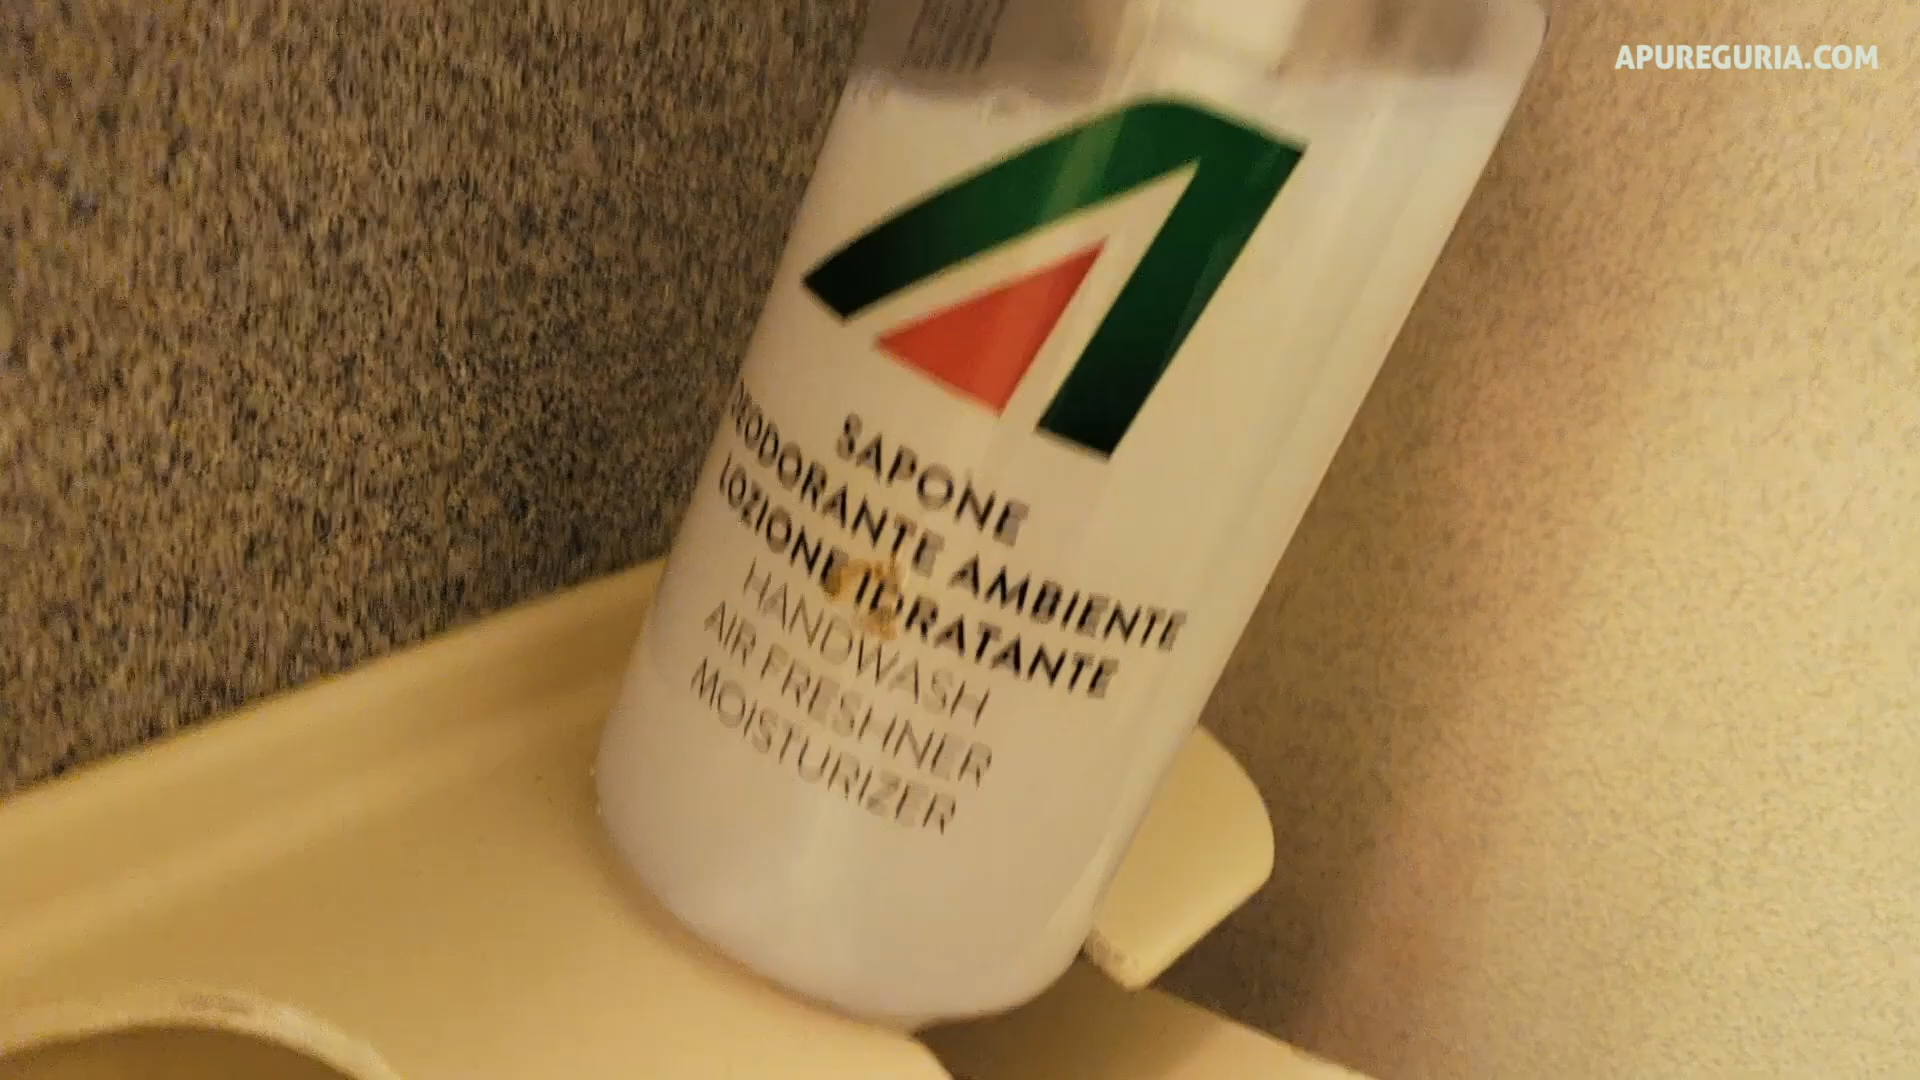 APUREGURIA.COM
SAPONE
DEODORANTE AMBIENTE
LOZIONE IDRATANTE
HANDWASH
AIR FRESHNER
MOISTURIZER